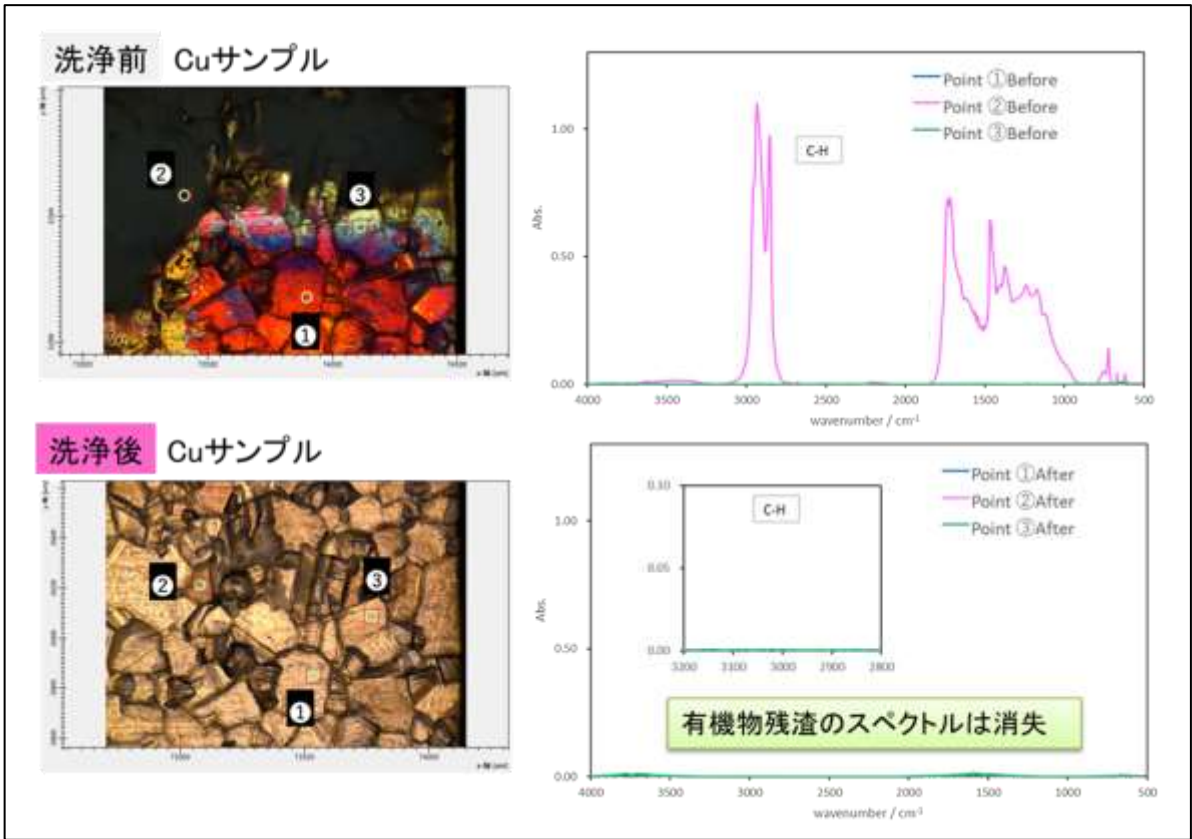 洗浄前 Cuサンプル
②
③
①
Point ①Before
Point ②Before
Point ③Before
C-H
Abs.
1.00
0.50
0.00
4000 3500 3000 2500 2000 1500 1000 500
wavenumber / cm⁻¹
洗浄後 Cuサンプル
②
③
①
Point ①After
Point ②After
Point ③After
0.10
C-H
0.05
0.00
3200 3100 3000 2900 2800
Abs.
1.00
0.50
0.00
有機物残渣のスペクトルは消失
4000 3500 3000 2500 2000 1500 1000 500
wavenumber / cm⁻¹